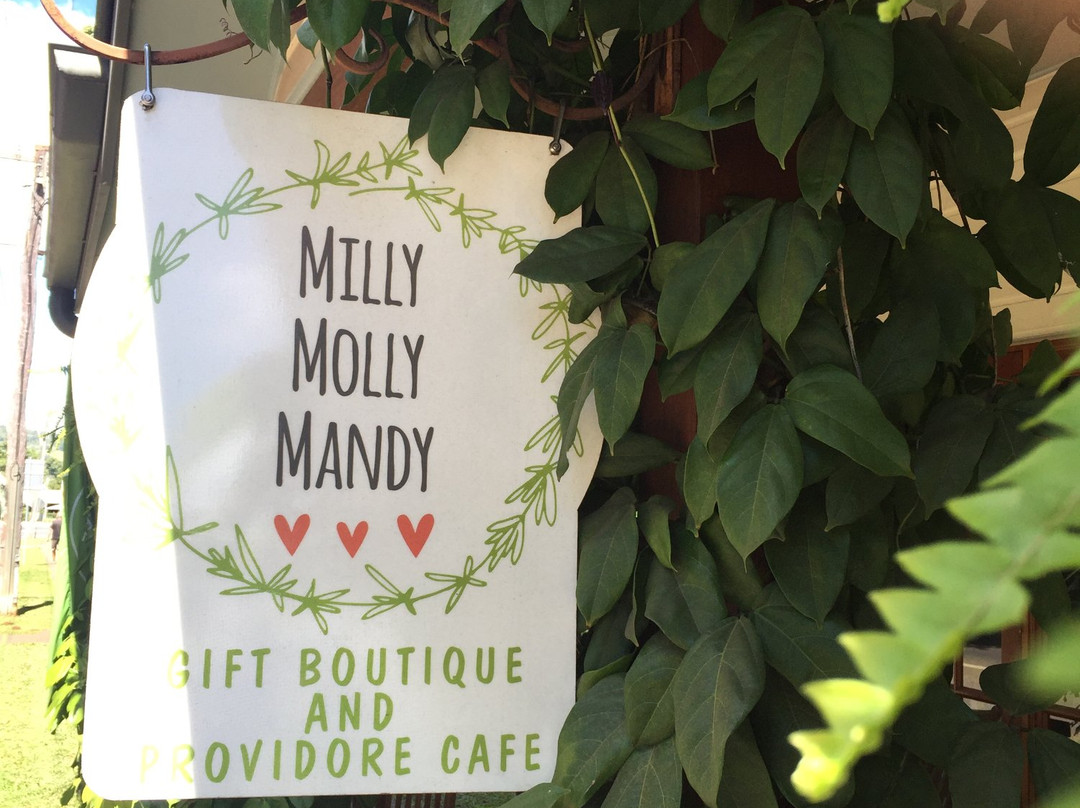 MILLY
MOLLY
MANDY
GIFT BOUTIQUE
AND
PROVIDORE CAFE